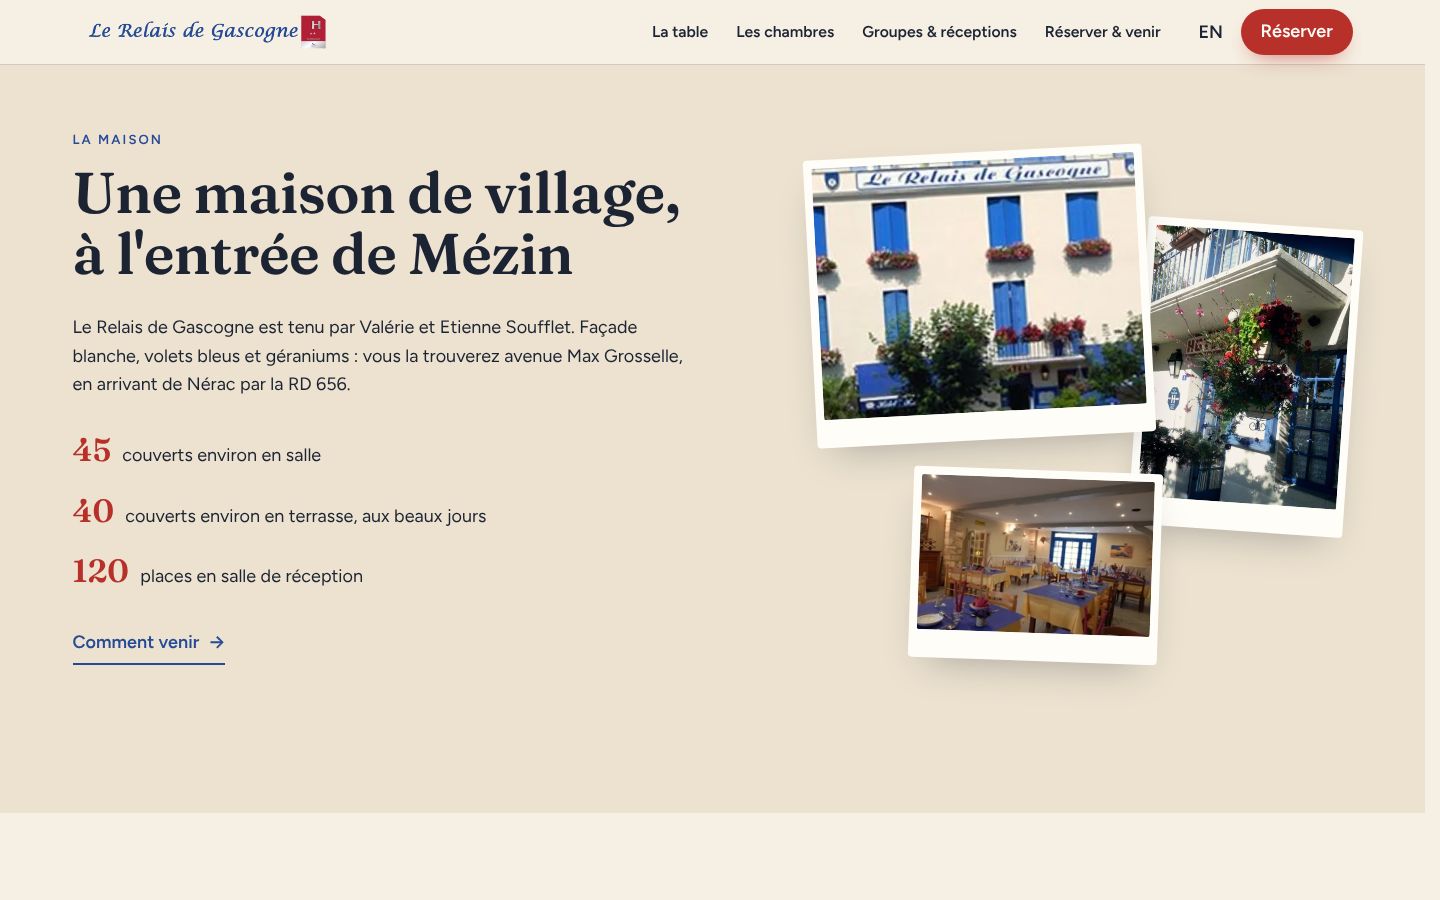 Le Relais de Gascogne
H
La table
Les chambres
Groupes & réceptions
Réserver & venir
EN
Réserver
LA MAISON
Une maison de village,
à l'entrée de Mézin
Le Relais de Gascogne est tenu par Valérie et Etienne Soufflet. Façade
blanche, volets bleus et géraniums : vous la trouverez avenue Max Grosselle,
en arrivant de Nérac par la RD 656.
45 couverts environ en salle
40 couverts environ en terrasse, aux beaux jours
120 places en salle de réception
Comment venir →
Le Relais de Gascogne